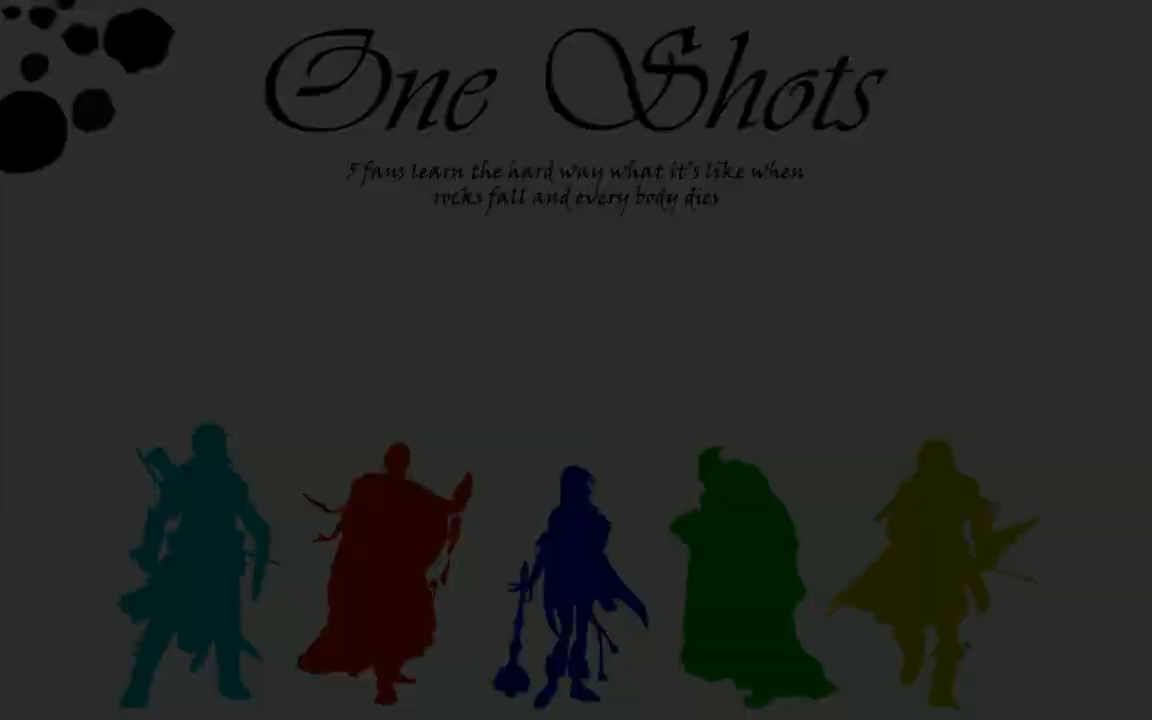 One Shots
5 fans learn the hard way what it's like when
rocks fall and every body dies